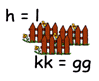 h = l
kk = gg